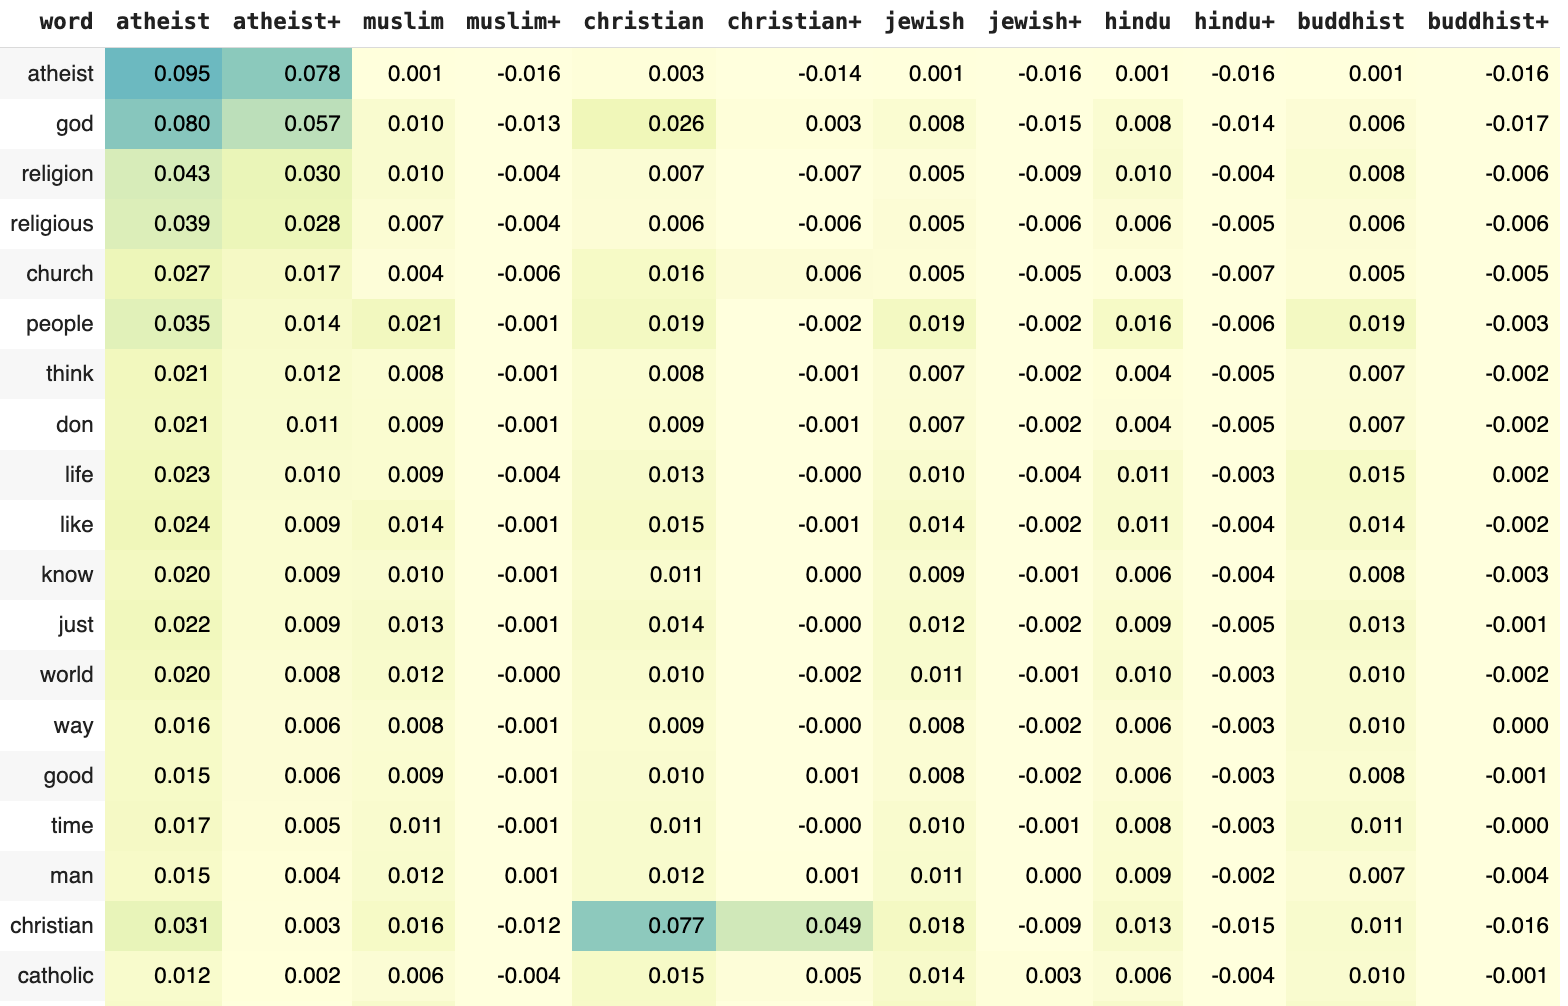 word atheist atheist+ muslim muslim+ christian christian+ jewish jewish+ hindu hindu+ buddhist buddhist+
atheist 0.095 0.078 0.001 -0.016 0.003 -0.014 0.001 -0.016 0.001 -0.016 0.001 -0.016
god 0.080 0.057 0.010 -0.013 0.026 0.003 0.008 -0.015 0.008 -0.014 0.006 -0.017
religion 0.043 0.030 0.010 -0.004 0.007 -0.007 0.005 -0.009 0.010 -0.004 0.008 -0.006
religious 0.039 0.028 0.007 -0.004 0.006 -0.006 0.005 -0.006 0.006 -0.005 0.006 -0.006
church 0.027 0.017 0.004 -0.006 0.016 0.006 0.005 -0.005 0.003 -0.007 0.005 -0.005
people 0.035 0.014 0.021 -0.001 0.019 -0.002 0.019 -0.002 0.016 -0.006 0.019 -0.003
think 0.021 0.012 0.008 -0.001 0.008 -0.001 0.007 -0.002 0.004 -0.005 0.007 -0.002
don 0.021 0.011 0.009 -0.001 0.009 -0.001 0.007 -0.002 0.004 -0.005 0.007 -0.002
life 0.023 0.010 0.009 -0.004 0.013 -0.000 0.010 -0.004 0.011 -0.003 0.015 0.002
like 0.024 0.009 0.014 -0.001 0.015 -0.001 0.014 -0.002 0.011 -0.004 0.014 -0.002
know 0.020 0.009 0.010 -0.001 0.011 0.000 0.009 -0.001 0.006 -0.004 0.008 -0.003
just 0.022 0.009 0.013 -0.001 0.014 -0.000 0.012 -0.002 0.009 -0.005 0.013 -0.001
world 0.020 0.008 0.012 -0.000 0.010 -0.002 0.011 -0.001 0.010 -0.003 0.010 -0.002
way 0.016 0.006 0.008 -0.001 0.009 -0.000 0.008 -0.002 0.006 -0.003 0.010 0.000
good 0.015 0.006 0.009 -0.001 0.010 0.001 0.008 -0.002 0.006 -0.003 0.008 -0.001
time 0.017 0.005 0.011 -0.001 0.011 -0.000 0.010 -0.001 0.008 -0.003 0.011 -0.000
man 0.015 0.004 0.012 0.001 0.012 0.001 0.011 0.000 0.009 -0.002 0.007 -0.004
christian 0.031 0.003 0.016 -0.012 0.077 0.049 0.018 -0.009 0.013 -0.015 0.011 -0.016
catholic 0.012 0.002 0.006 -0.004 0.015 0.005 0.014 0.003 0.006 -0.004 0.010 -0.001